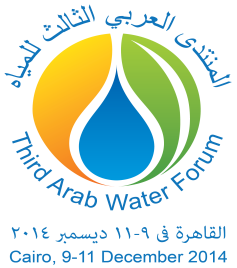 المنتدى العربي الثالث للمياه
Third Arab Water Forum
القاهرة فى ٩-١١ ديسمبر ٢٠١٤
Cairo, 9-11 December 2014